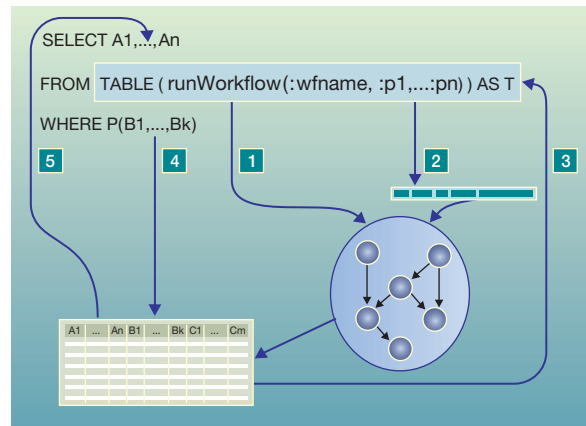 SELECT A1,...,An
FROM TABLE ( runWorkflow(:wfname, :p1,...:pn) ) AS T
WHERE P(B1,...,Bk)
5 4 1 2 3
A1 ... An B1 ... Bk C1 ... Cm